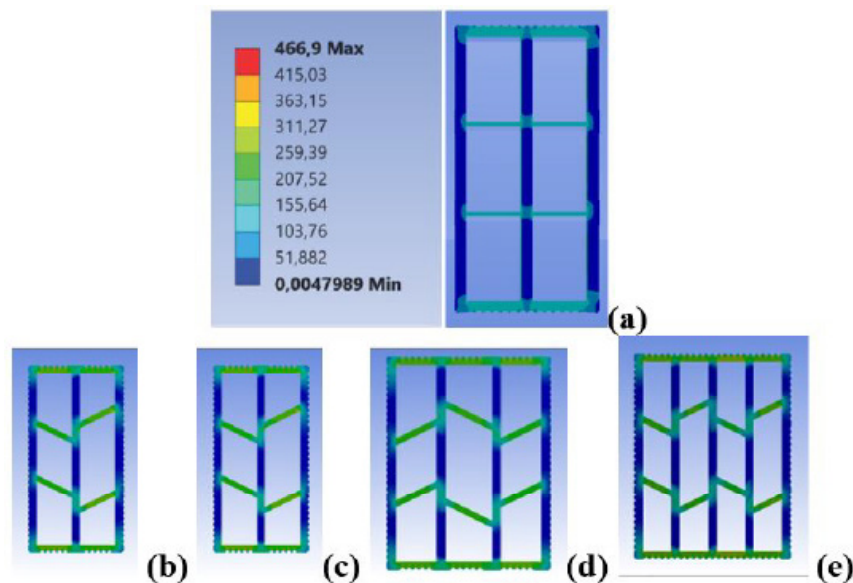 466,9 Max
415,03
363,15
311,27
259,39
207,52
155,64
103,76
51,882
0,0047989 Min
(a)
(b)
(c)
(d)
(e)